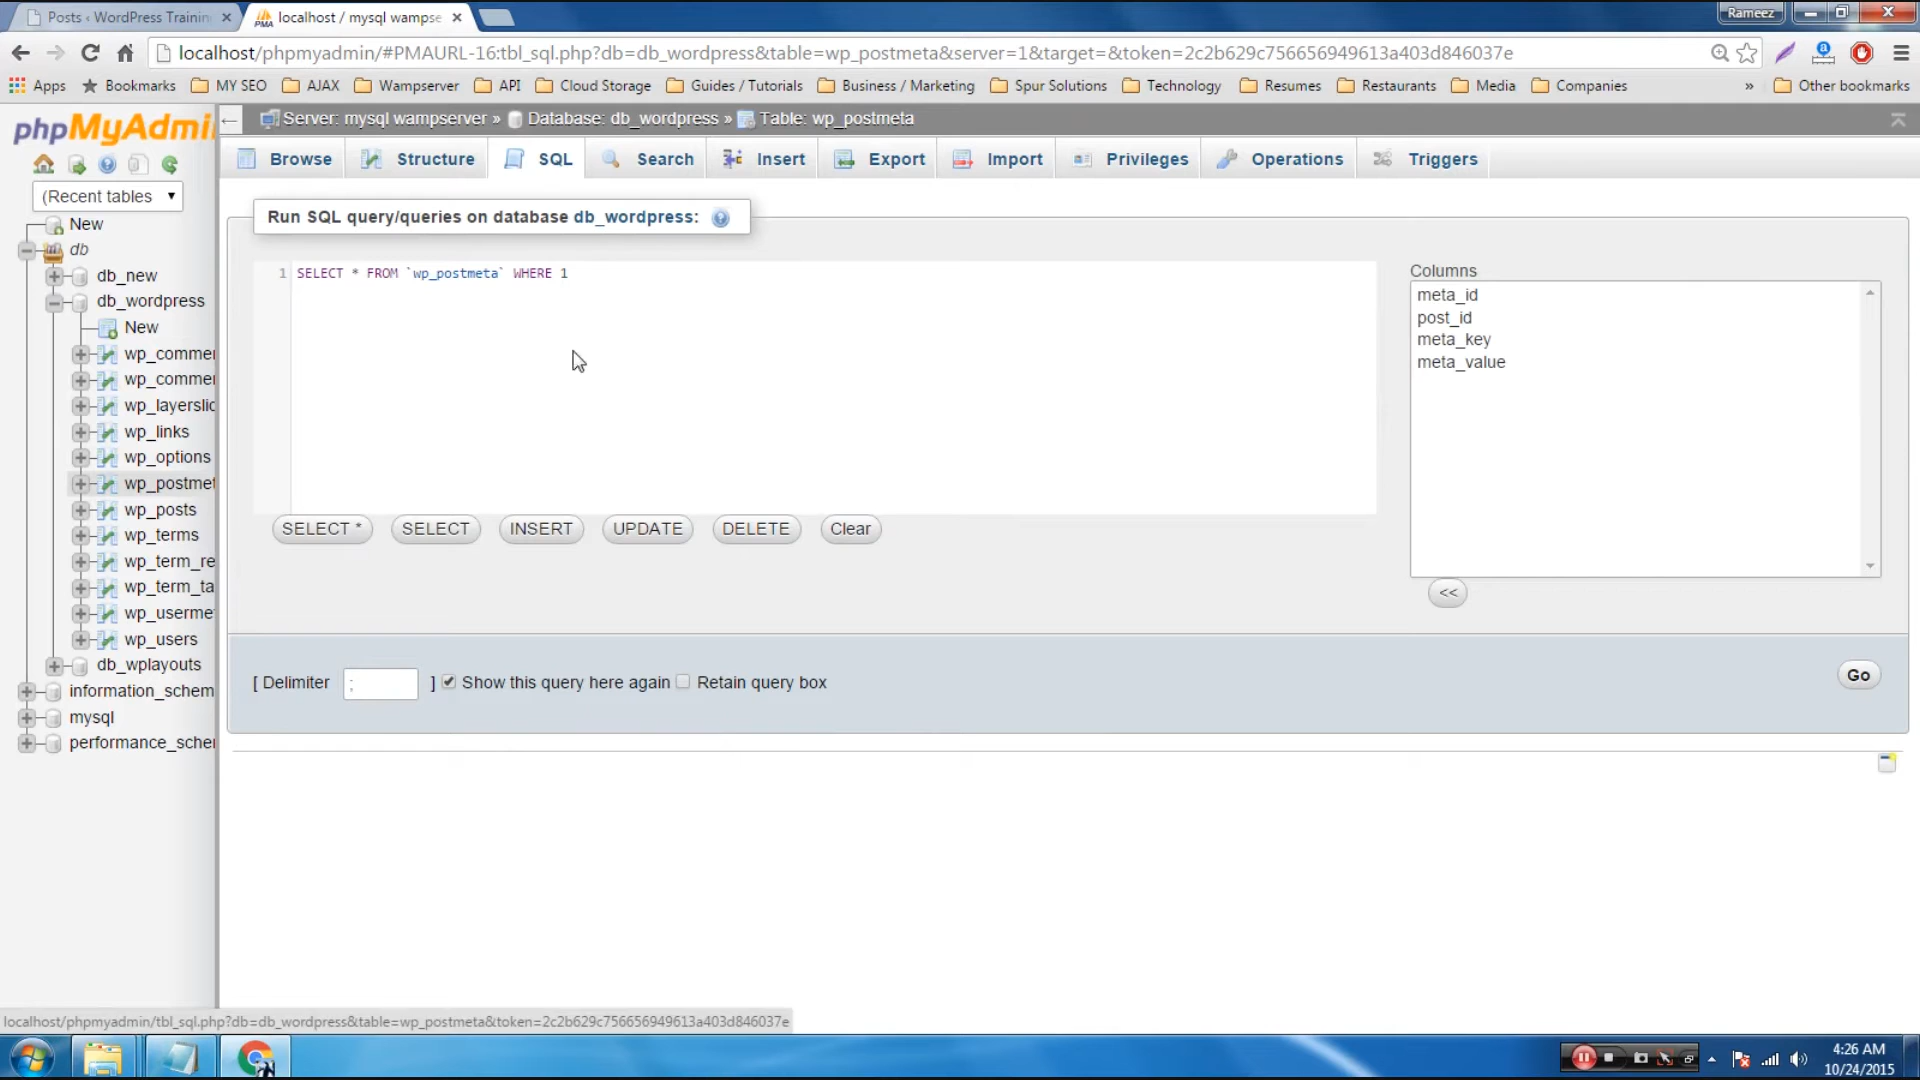 Posts ‹ WordPress Trainin
localhost / mysql wampse
Rameez
localhost/phpmyadmin/#PMAURL-16:tbl_sql.php?db=db_wordpress&table=wp_postmeta&server=1&target=&token=2c2b629c756656949613a403d846037e
Apps Bookmarks MY SEO AJAX Wampserver API Cloud Storage Guides / Tutorials Business / Marketing Spur Solutions Technology Resumes Restaurants Media Companies » Other bookmarks
phpMyAdmi
Server: mysql wampserver » Database: db_wordpress » Table: wp_postmeta
Browse Structure SQL Search Insert Export Import Privileges Operations Triggers
(Recent tables
New
db
db_new
db_wordpress
New
wp_commer
wp_commer
wp_layerslic
wp_links
wp_options
wp_postmet
wp_posts
wp_terms
wp_term_re
wp_term_ta
wp_userme
wp_users
db_wplayouts
information_schem
mysql
performance_scher
Run SQL query/queries on database db_wordpress:
1 SELECT * FROM `wp_postmeta` WHERE 1
Columns
meta_id
post_id
meta_key
meta_value
SELECT * SELECT INSERT UPDATE DELETE Clear
<<
[ Delimiter ; ] Show this query here again Retain query box
Go
localhost/phpmyadmin/tbl_sql.php?db=db_wordpress&table=wp_postmeta&token=2c2b629c756656949613a403d846037e
4:26 AM
10/24/2015